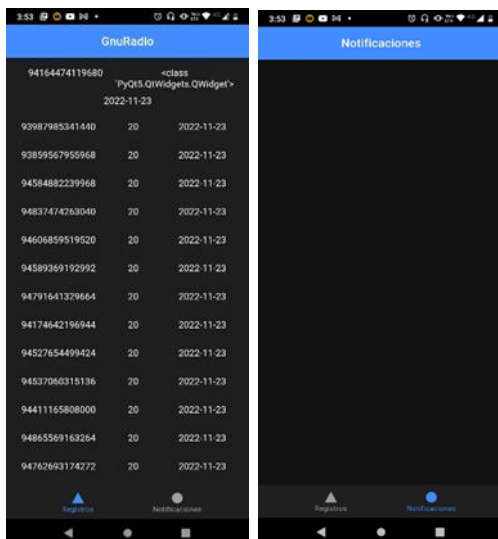 3:53
GnuRadio
94164474119680 <class
'PyQt5.QtWidgets.QWidget'>
2022-11-23
93987985341440 20 2022-11-23
93859567955968 20 2022-11-23
94584882239968 20 2022-11-23
94837474263040 20 2022-11-23
94606859519520 20 2022-11-23
94589369192992 20 2022-11-23
94791641329664 20 2022-11-23
94174642196944 20 2022-11-23
94527654499424 20 2022-11-23
94537060315136 20 2022-11-23
94411165808000 20 2022-11-23
94865569163264 20 2022-11-23
94762693174272 20 2022-11-23
Registros Notificaciones
3:53
Notificaciones
Registros Notificaciones